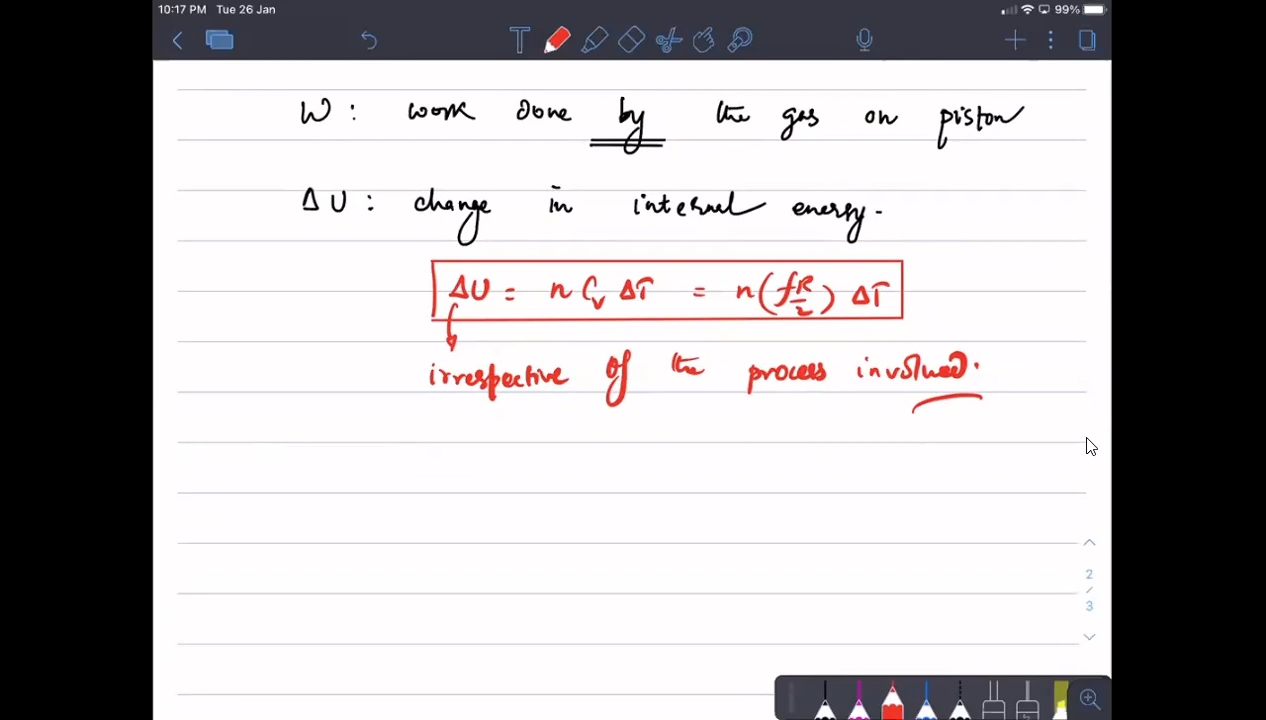 10:17 PM Tue 26 Jan 99%
W : work done by the gas on piston
ΔU : change in internal energy.
ΔU = n Cv ΔT = n(fR/2) ΔT
irrespective of the process involved.
2
/
3